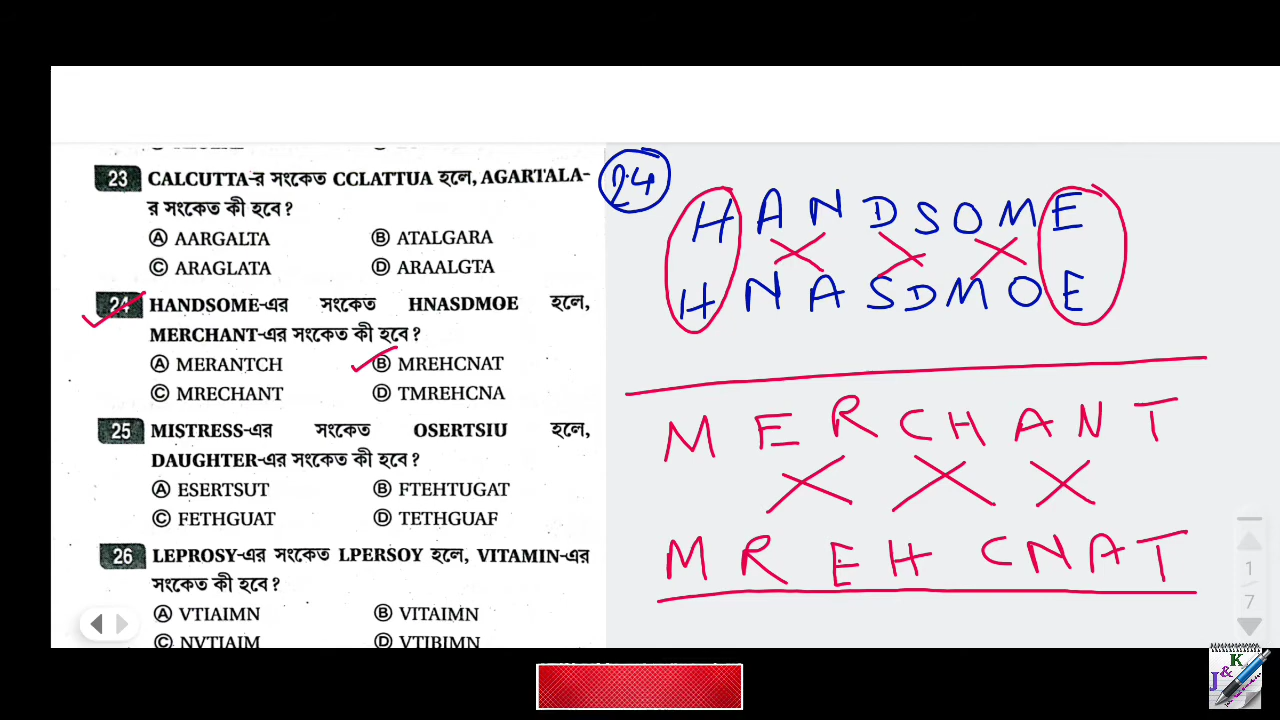 23 CALCUTTA-র সংকেত CCLATTUA হলে, AGARTALA-
র সংকেত কী হবে?
Ⓐ AARGALTA Ⓑ ATALGARA
Ⓒ ARAGLATA Ⓓ ARAALGTA
24 HANDSOME-এর সংকেত HNASDMOE হলে,
MERCHANT-এর সংকেত কী হবে?
Ⓐ MERANTCH Ⓑ MREHCNAT
Ⓒ MRECHANT Ⓓ TMREHCNA
25 MISTRESS-এর সংকেত OSERTSIU হলে,
DAUGHTER-এর সংকেত কী হবে?
Ⓐ ESERTSUT Ⓑ FTEHTUGAT
Ⓒ FETHGUAT Ⓓ TETHGUAF
26 LEPROSY-এর সংকেত LPERSOY হলে, VITAMIN-এর
সংকেত কী হবে?
Ⓐ VTIAIMN Ⓑ VITAIMN
Ⓒ NVTIAIM Ⓓ VTIBIMN
24
HANDSOME
HNASDMOE
MERCHANT
MREHCNAT
1
7
J&K